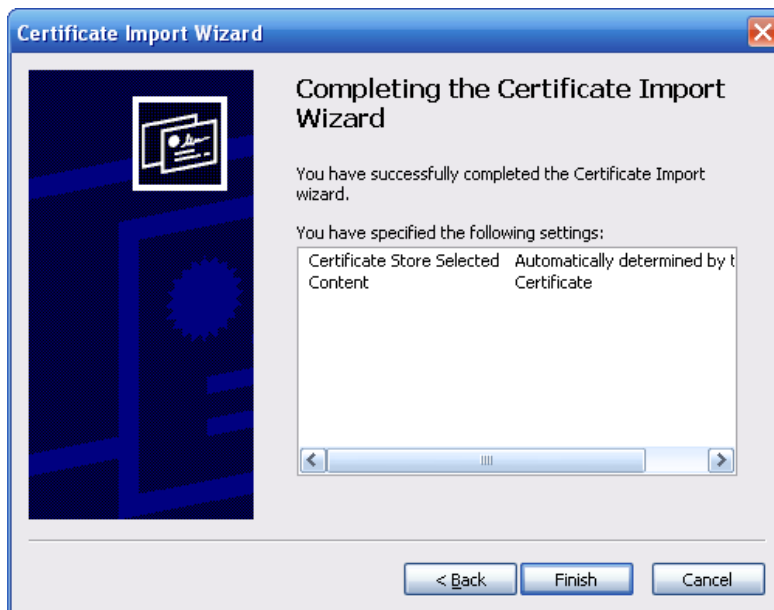 Certificate Import Wizard
Completing the Certificate Import
Wizard
You have successfully completed the Certificate Import
wizard.
You have specified the following settings:
Certificate Store Selected Automatically determined by t
Content Certificate
< Back Finish Cancel